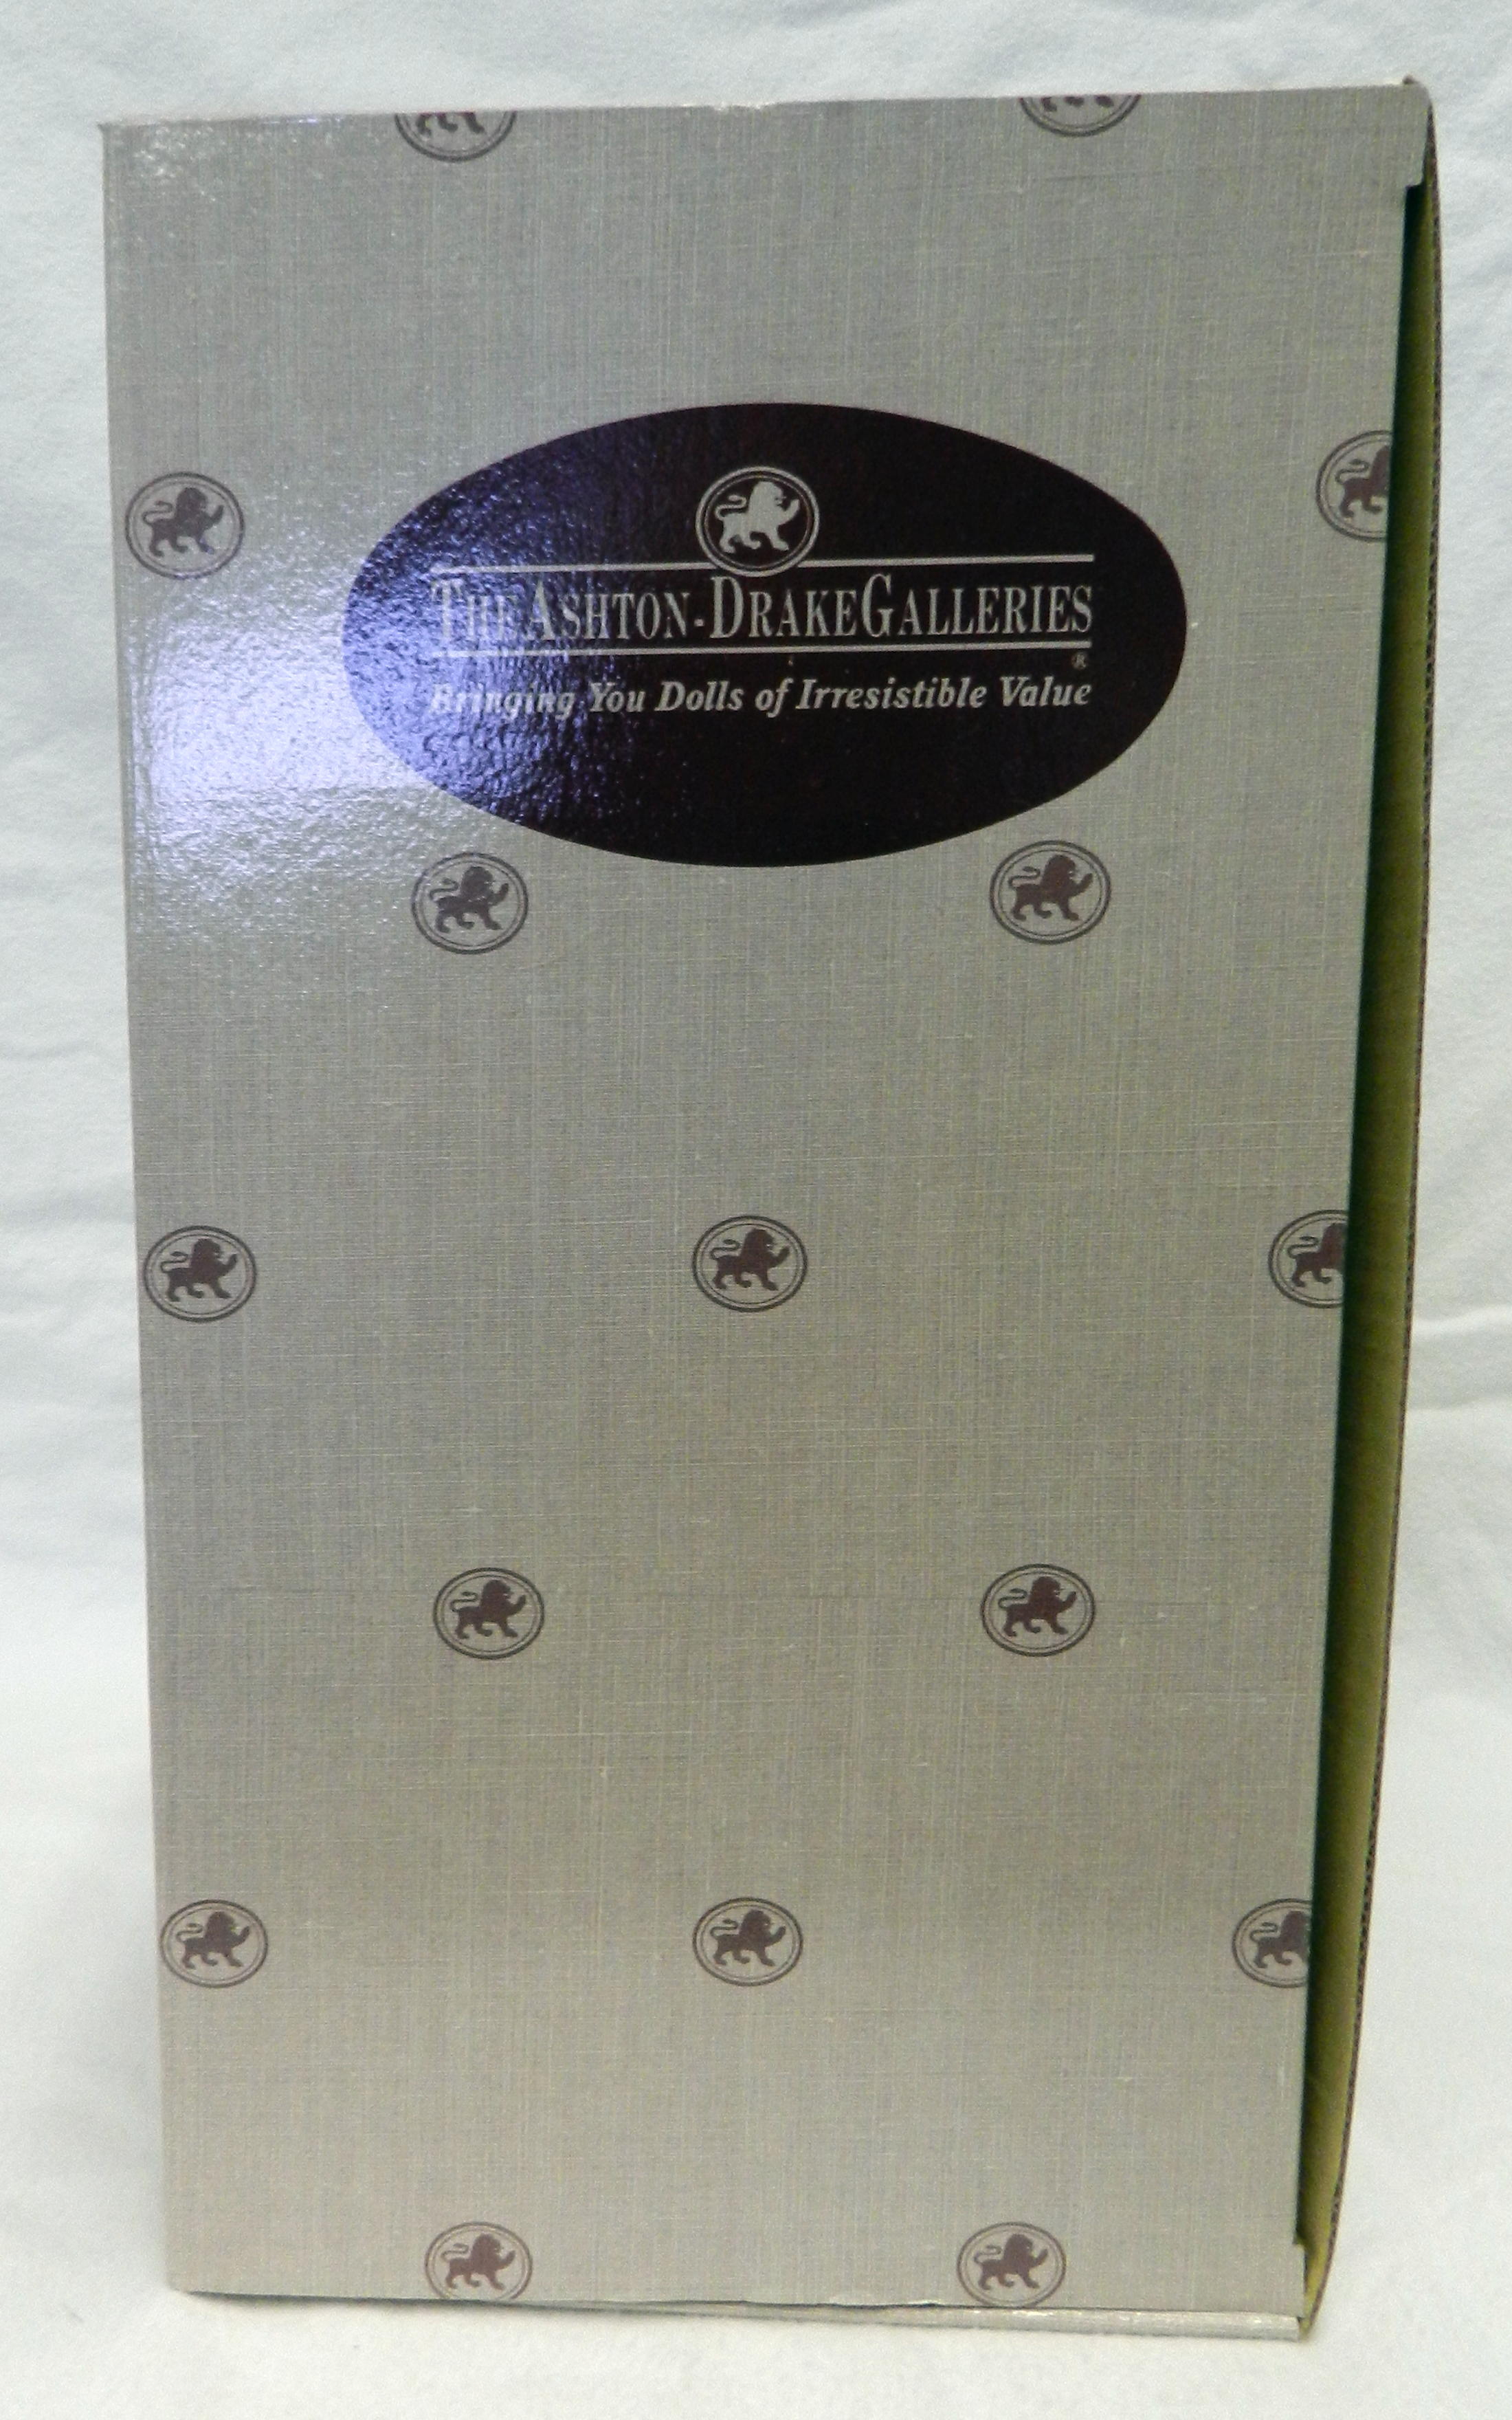 THE ASHTON-DRAKE GALLERIES
®
Bringing You Dolls of Irresistible Value